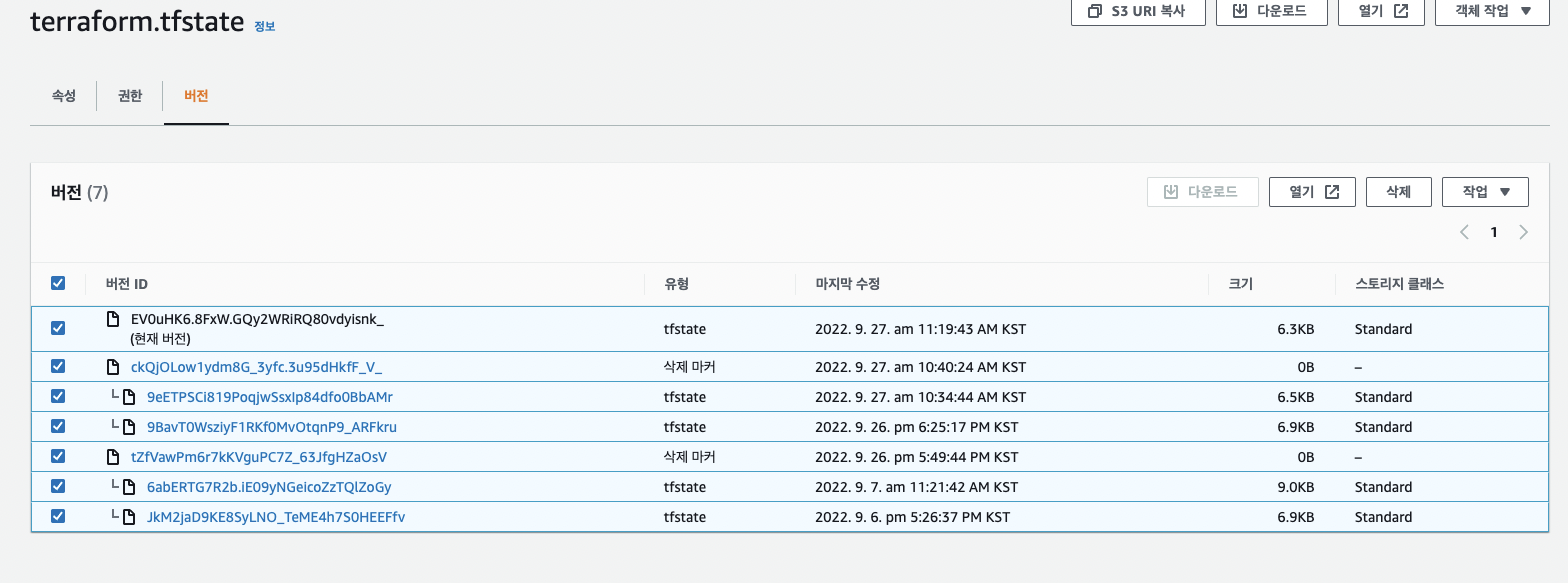 terraform.tfstate 정보
S3 URI 복사
다운로드
열기
객체 작업
속성
권한
버전
버전 (7)
다운로드
열기
삭제
작업
1
버전 ID 유형 마지막 수정 크기 스토리지 클래스
EV0uHK6.8FxW.GQy2WRiRQ80vdyisnk_
(현재 버전)
tfstate 2022. 9. 27. am 11:19:43 AM KST 6.3KB Standard
ckQjOLow1ydm8G_3yfc.3u95dHkfF_V_ 삭제 마커 2022. 9. 27. am 10:40:24 AM KST 0B –
9eETPSCi819PoqjwSsxIp84dfo0BbAMr tfstate 2022. 9. 27. am 10:34:44 AM KST 6.5KB Standard
9BavT0WsziyF1RKf0MvOtqnP9_ARFkru tfstate 2022. 9. 26. pm 6:25:17 PM KST 6.9KB Standard
tZfVawPm6r7kKVguPC7Z_63JfgHZaOsV 삭제 마커 2022. 9. 26. pm 5:49:44 PM KST 0B –
6abERTG7R2b.iE09yNGeicoZzTQlZoGy tfstate 2022. 9. 7. am 11:21:42 AM KST 9.0KB Standard
JkM2jaD9KE8SyLNO_TeME4h7S0HEEFfv tfstate 2022. 9. 6. pm 5:26:37 PM KST 6.9KB Standard